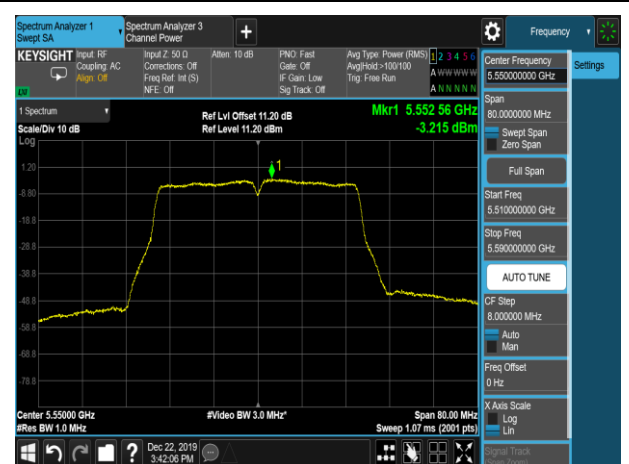 Spectrum Analyzer 1
Swept SA
Spectrum Analyzer 3
Channel Power
Frequency
KEYSIGHT
Input: RF
Coupling: AC
Align: Off
Input Z: 50 Ω
Corrections: Off
Freq Ref: Int (S)
NFE: Off
Atten: 10 dB
PNO: Fast
Gate: Off
IF Gain: Low
Sig Track: Off
Avg Type: Power (RMS)
Avg|Hold:>100/100
Trig: Free Run
1 2 3 4 5 6
A W W W W W
A N N N N N
LXI
1 Spectrum
Scale/Div 10 dB
Log
Ref Lvl Offset 11.20 dB
Ref Level 11.20 dBm
Mkr1 5.552 56 GHz
-3.215 dBm
1
1.20
-8.80
-18.8
-28.8
-38.8
-48.8
-58.8
-68.8
-78.8
Center 5.55000 GHz
#Res BW 1.0 MHz
#Video BW 3.0 MHz*
Span 80.00 MHz
Sweep 1.07 ms (2001 pts)
Dec 22, 2019
3:42:06 PM
Center Frequency
5.550000000 GHz
Settings
Span
80.0000000 MHz
Swept Span
Zero Span
Full Span
Start Freq
5.510000000 GHz
Stop Freq
5.590000000 GHz
AUTO TUNE
CF Step
8.000000 MHz
Auto
Man
Freq Offset
0 Hz
X Axis Scale
Log
Lin
Signal Track
(Span Zoom)